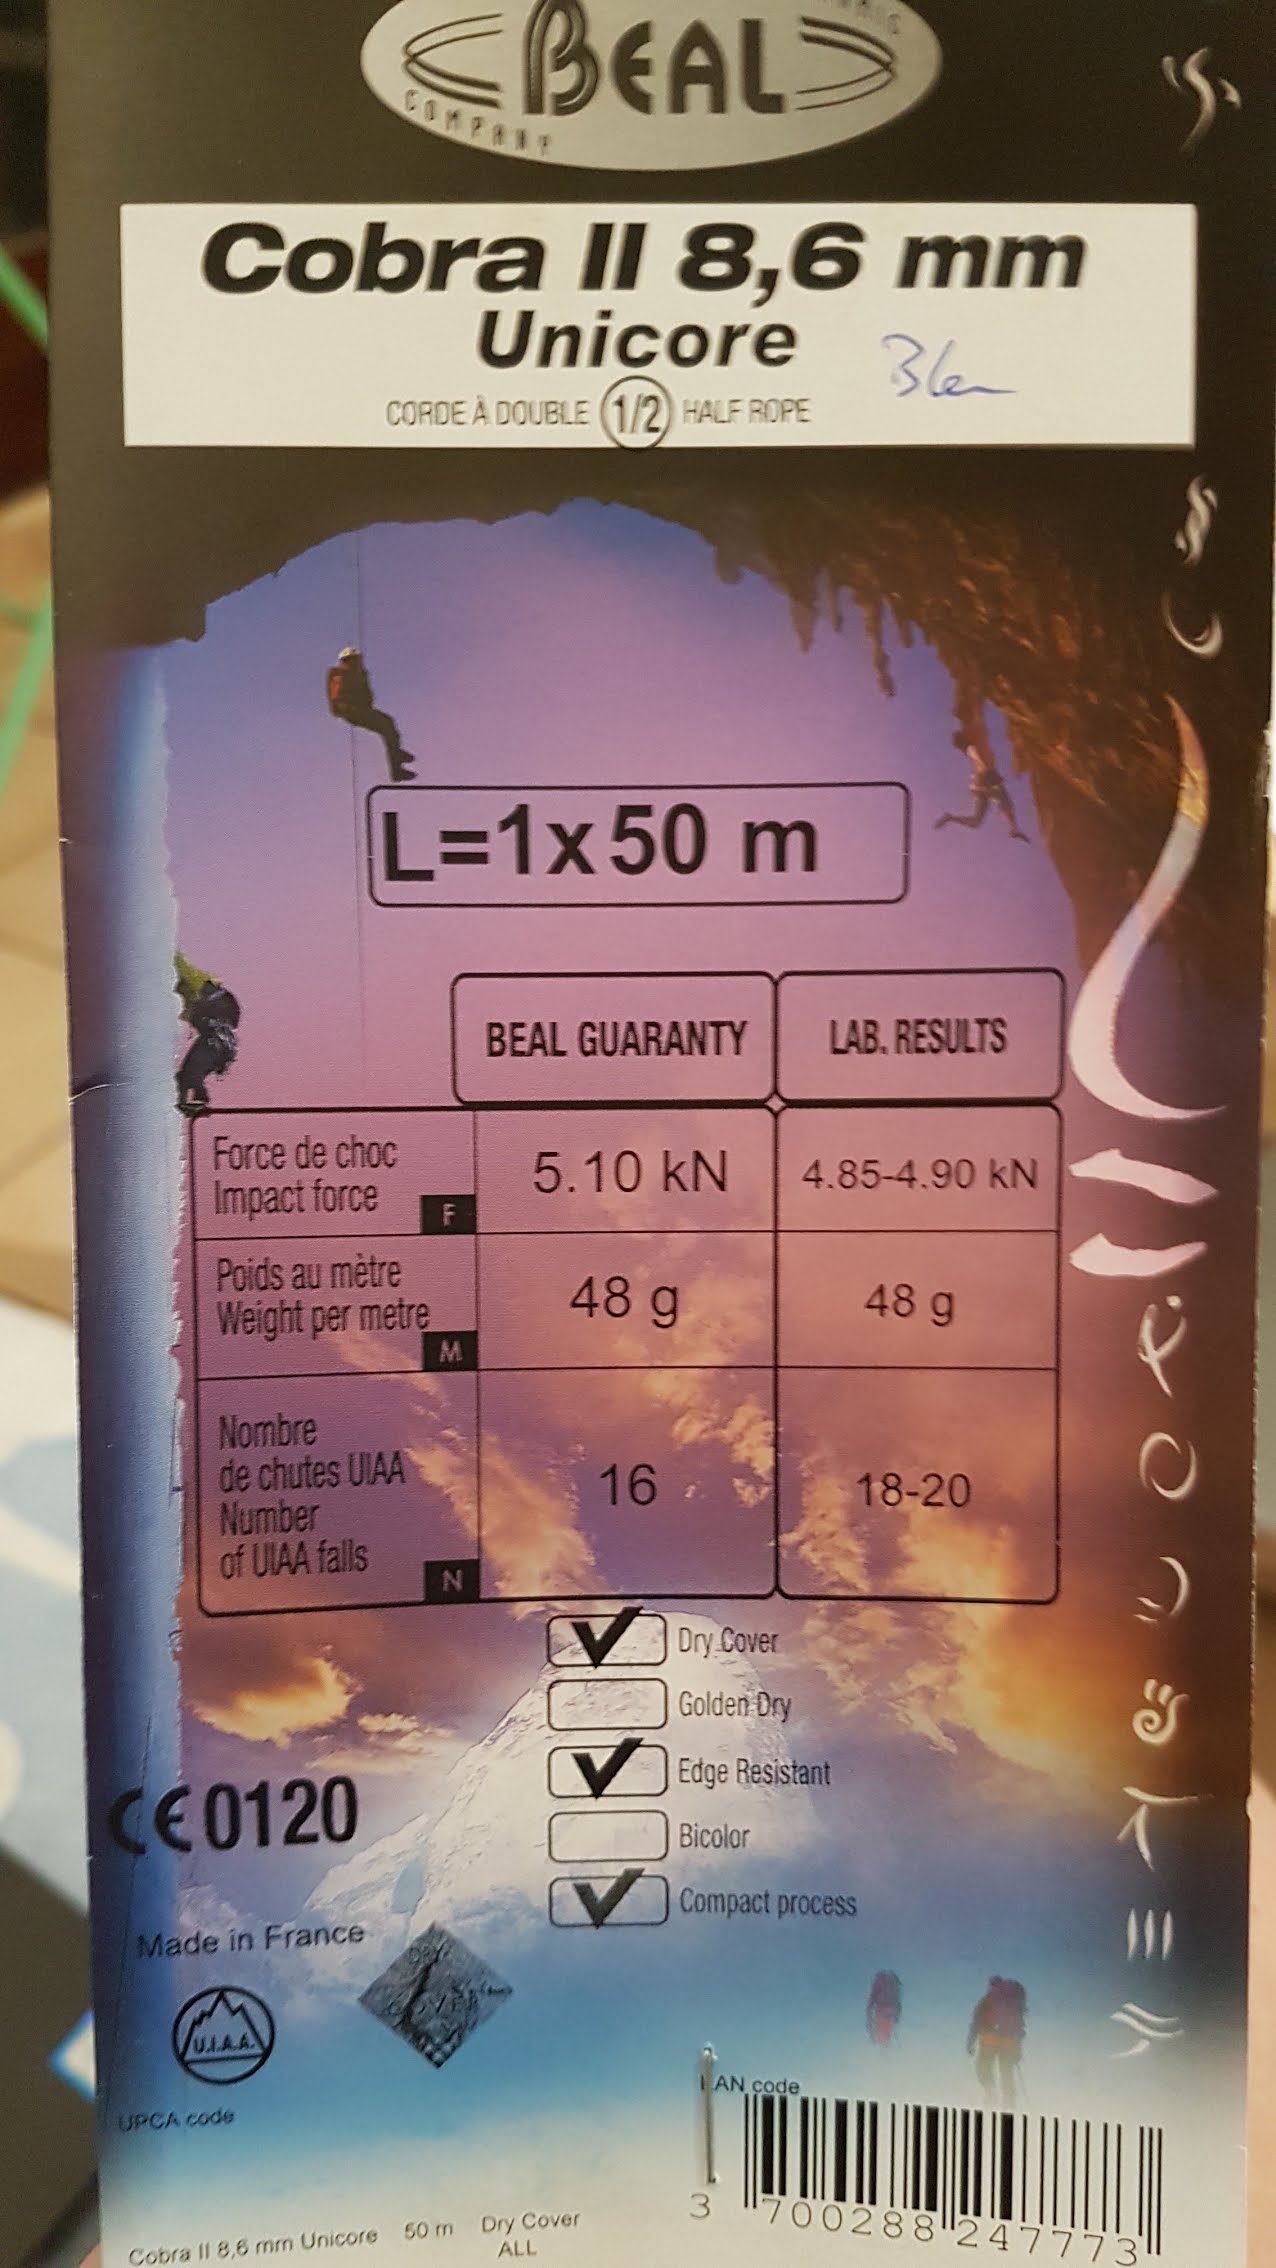 BEAL
COMPANY
Cobra II 8,6 mm
Unicore
CORDE À DOUBLE 1/2 HALF ROPE
L=1x50 m
BEAL GUARANTY LAB. RESULTS
Force de choc
Impact force
F
5.10 kN
4.85-4.90 kN
Poids au mètre
Weight per metre
M
48 g
48 g
Nombre
de chutes UIAA
Number
of UIAA falls
N
16
18-20
Dry Cover
Golden Dry
Edge Resistant
Bicolor
Compact process
CE 0120
Made in France
DRY
COVER
U.I.A.A.
EAN code
UPCA code
3 700288 247773
Cobra II 8,6 mm Unicore 50 m Dry Cover
ALL